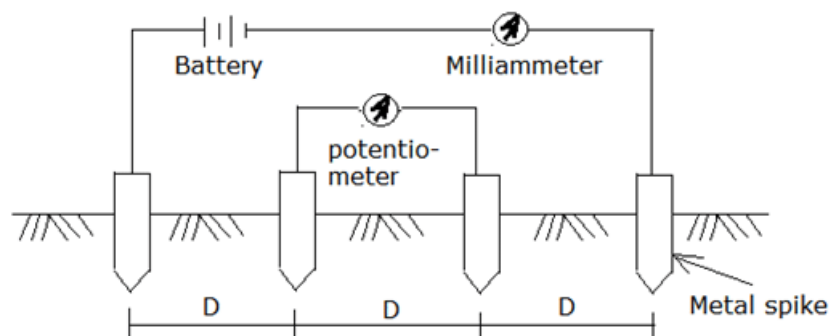 Battery
Milliammeter
potentio-
meter
D
D
D
Metal spike